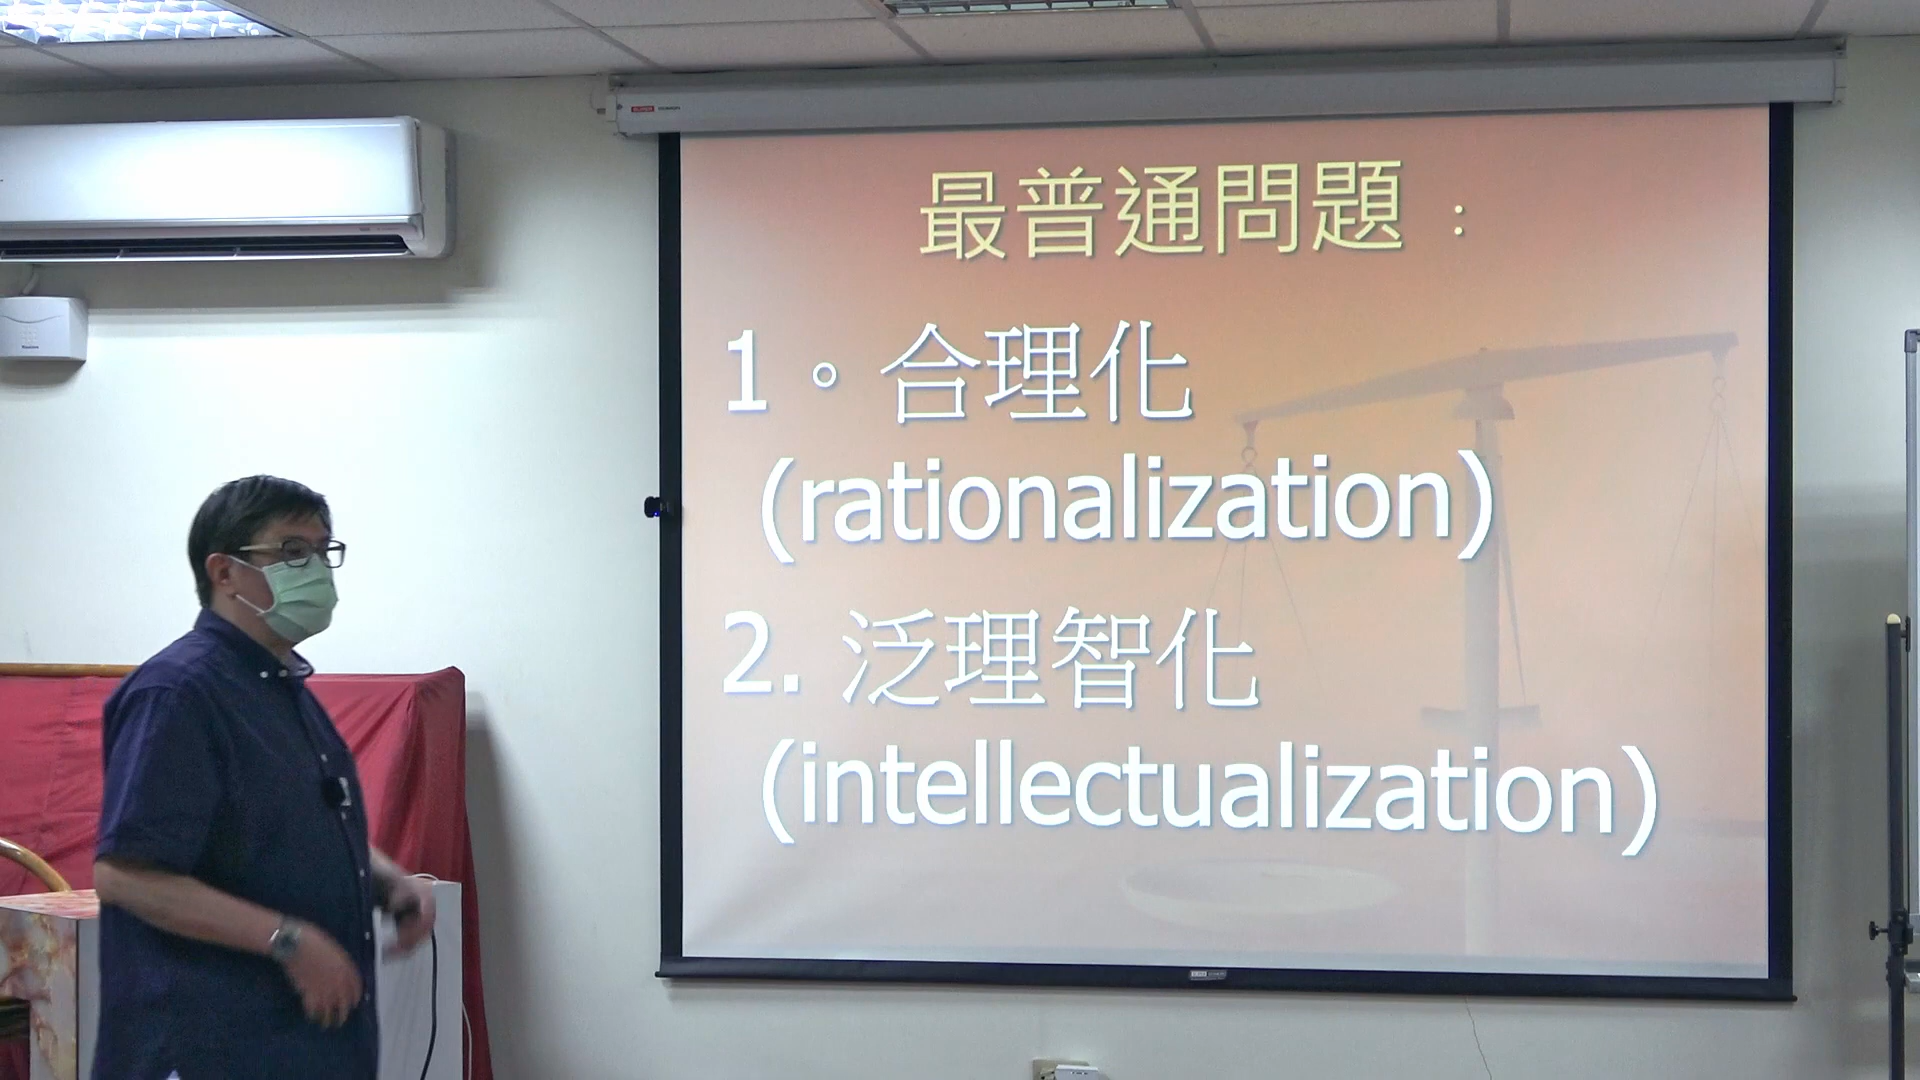 最普通問題：
1。合理化
(rationalization)
2. 泛理智化
(intellectualization)